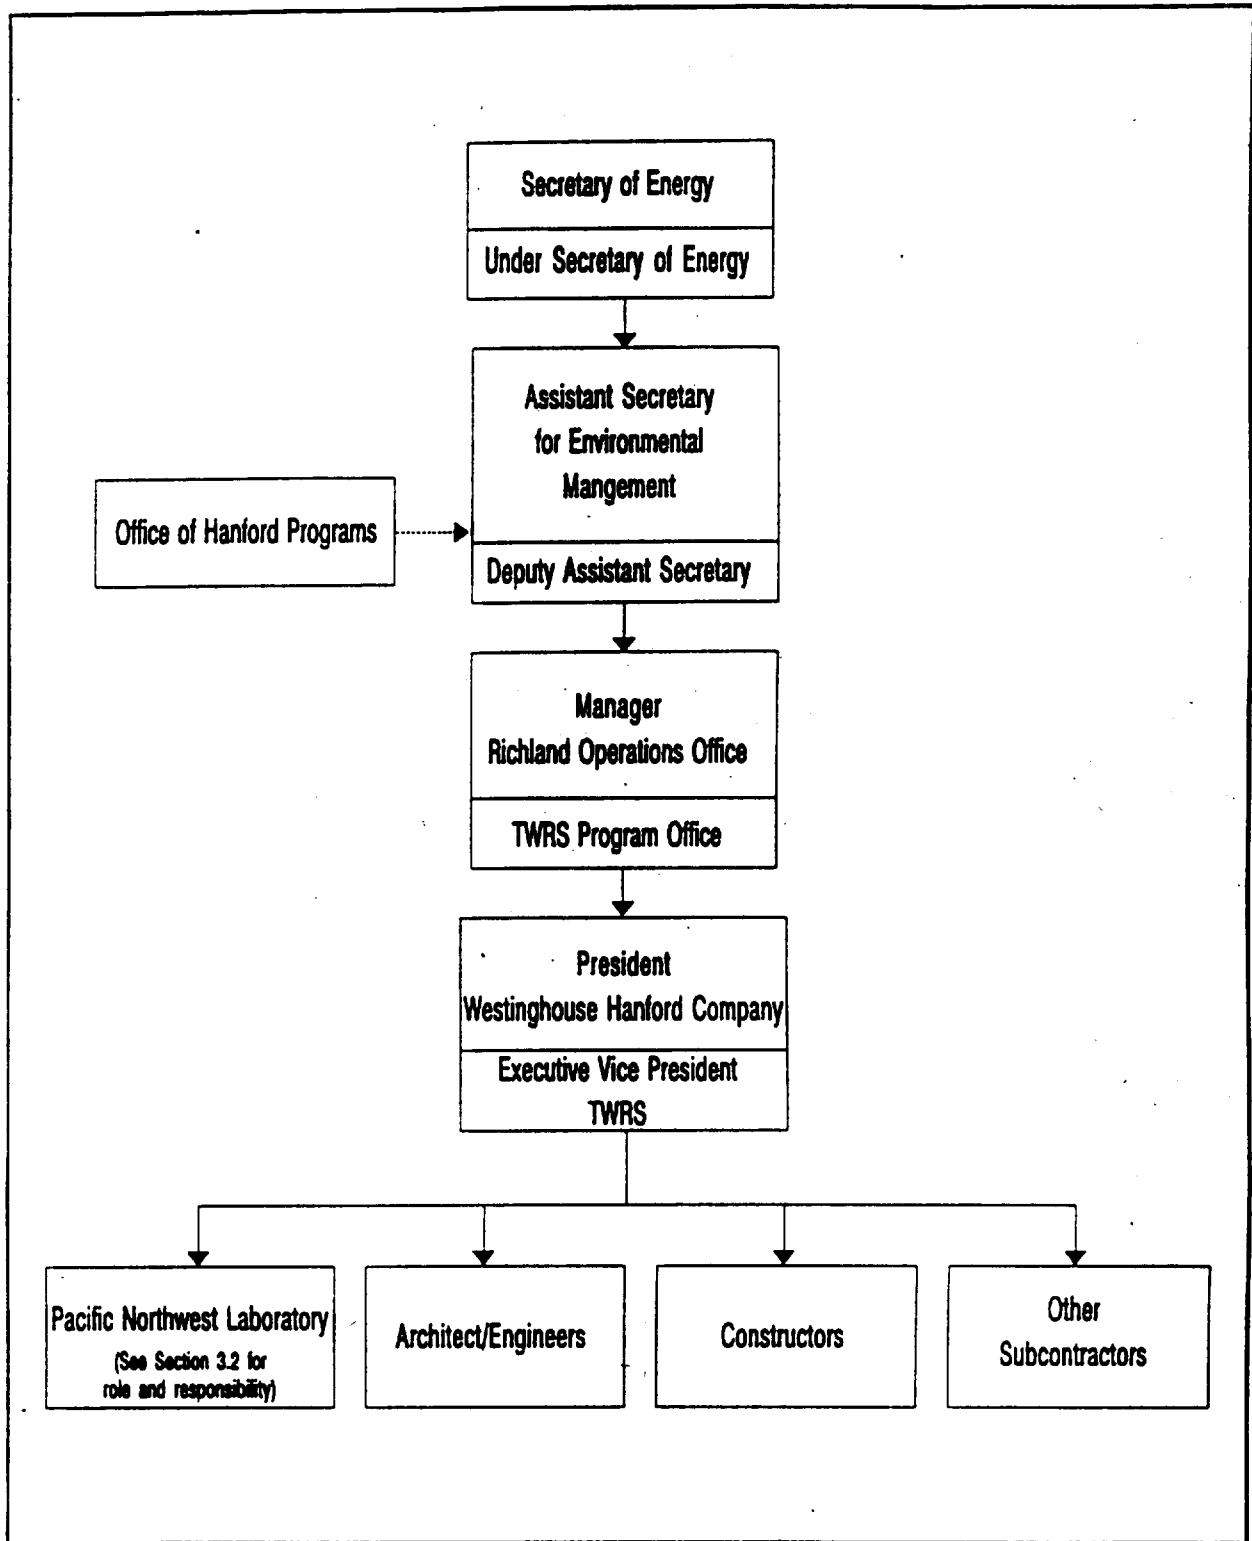 Secretary of Energy
Under Secretary of Energy
Assistant Secretary
for Environmental
Mangement
Office of Hanford Programs
Deputy Assistant Secretary
Manager
Richland Operations Office
TWRS Program Office
President
Westinghouse Hanford Company
Executive Vice President
TWRS
Pacific Northwest Laboratory
(See Section 3.2 for
role and responsibility)
Architect/Engineers
Constructors
Other
Subcontractors